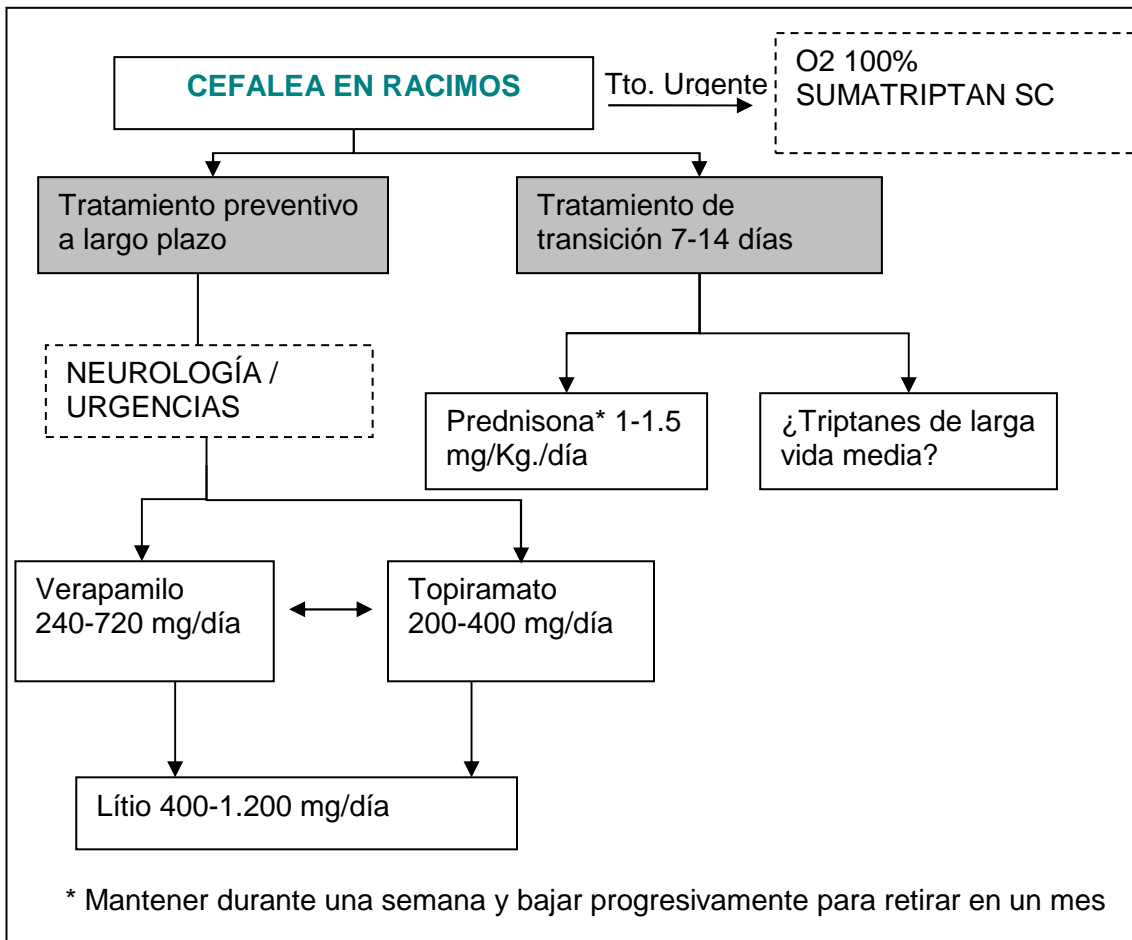 CEFALEA EN RACIMOS
Tto. Urgente
O2 100%
SUMATRIPTAN SC
Tratamiento preventivo
a largo plazo
Tratamiento de
transición 7-14 días
NEUROLOGÍA /
URGENCIAS
Prednisona* 1-1.5
mg/Kg./día
¿Triptanes de larga
vida media?
Verapamilo
240-720 mg/día
Topiramato
200-400 mg/día
Lítio 400-1.200 mg/día
* Mantener durante una semana y bajar progresivamente para retirar en un mes